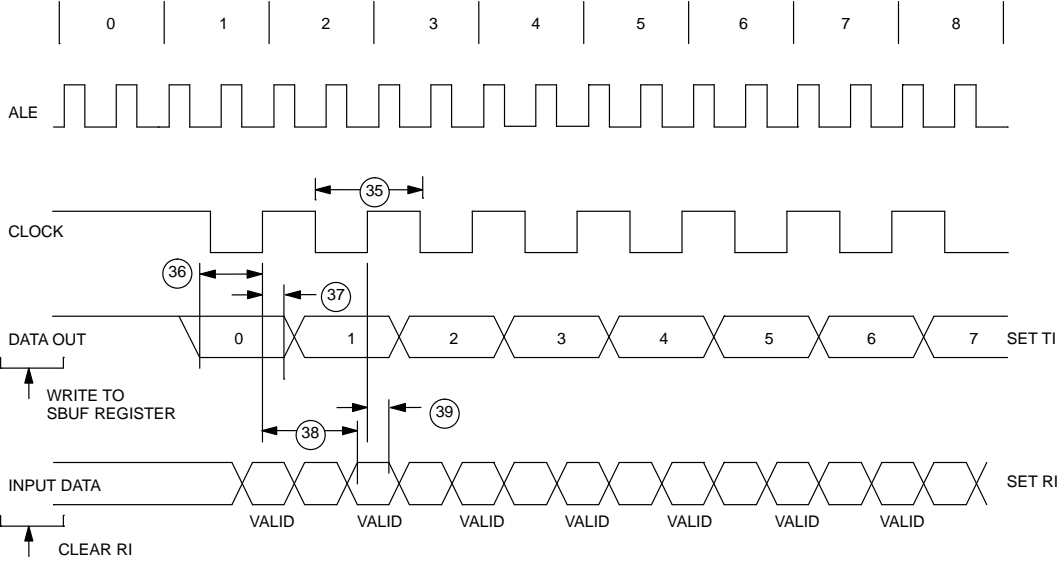 0 1 2 3 4 5 6 7 8
ALE
35
CLOCK
36
37
DATA OUT 0 1 2 3 4 5 6 7 SET TI
WRITE TO
SBUF REGISTER
39
38
INPUT DATA SET RI
VALID VALID VALID VALID VALID VALID VALID
CLEAR RI